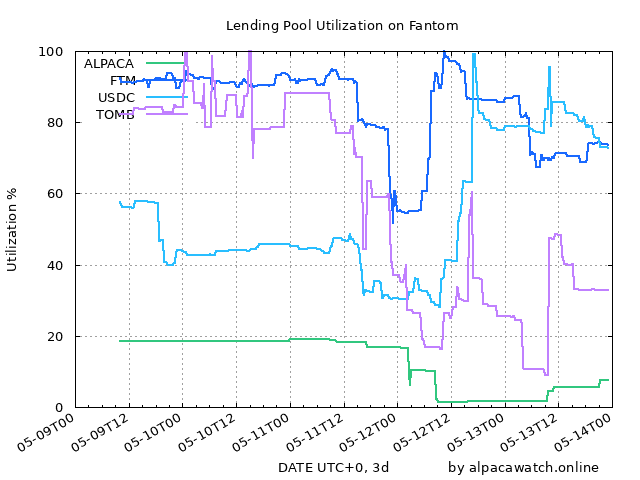 Lending Pool Utilization on Fantom
Utilization %
100
80
60
40
20
0
ALPACA
FTM
USDC
TOMB
05-09T00
05-09T12
05-10T00
05-10T12
05-11T00
05-11T12
05-12T00
05-12T12
05-13T00
05-13T12
05-14T00
DATE UTC+0, 3d
by alpacawatch.online